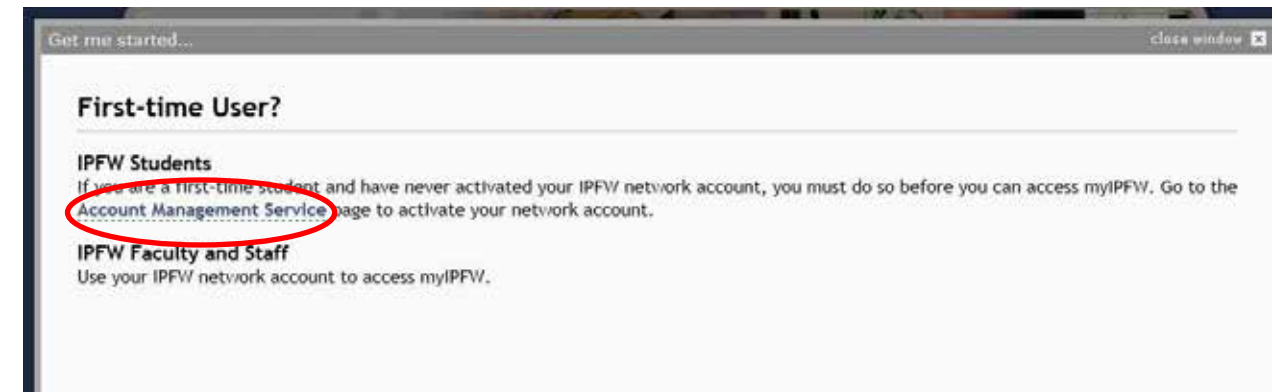 Get me started...
close window
First-time User?
IPFW Students
If you are a first-time student and have never activated your IPFW network account, you must do so before you can access myIPFW. Go to the
Account Management Service page to activate your network account.
IPFW Faculty and Staff
Use your IPFW network account to access myIPFW.